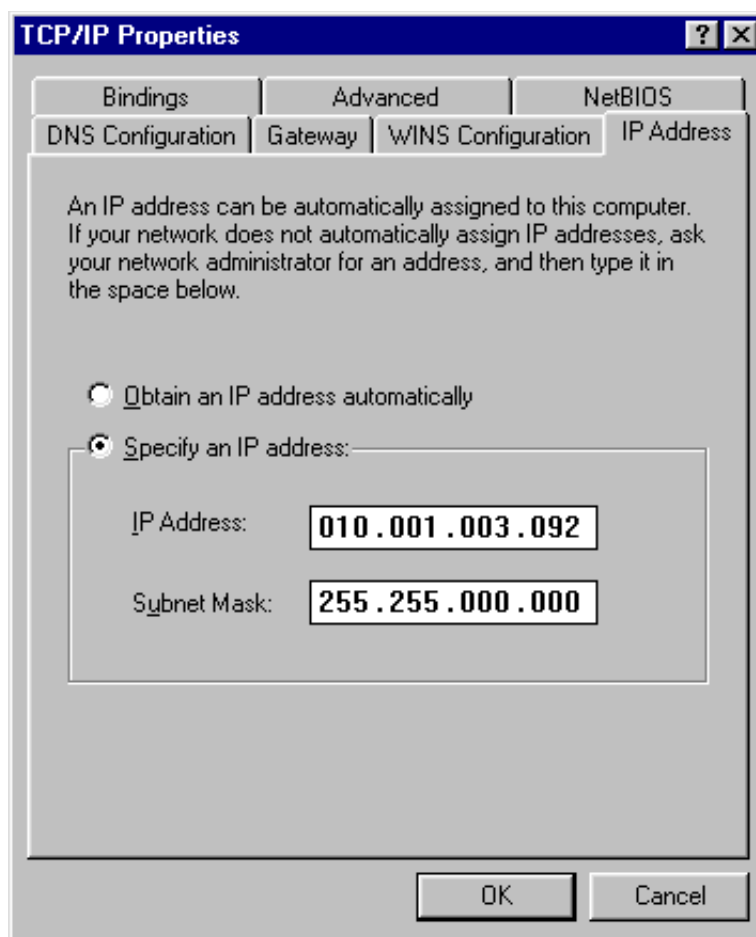 TCP/IP Properties
? X
Bindings Advanced NetBIOS
DNS Configuration Gateway WINS Configuration IP Address
An IP address can be automatically assigned to this computer.
If your network does not automatically assign IP addresses, ask
your network administrator for an address, and then type it in
the space below.
Obtain an IP address automatically
Specify an IP address:
IP Address: 010.001.003.092
Subnet Mask: 255.255.000.000
OK Cancel